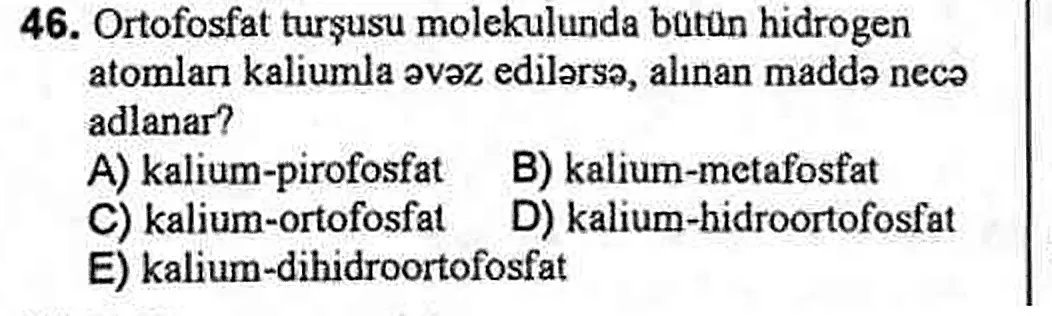 46. Ortofosfat turşusu molekulunda bütün hidrogen
atomları kaliumla əvəz edilərsə, alınan maddə necə
adlanar?
A) kalium-pirofosfat B) kalium-metafosfat
C) kalium-ortofosfat D) kalium-hidroortofosfat
E) kalium-dihidroortofosfat